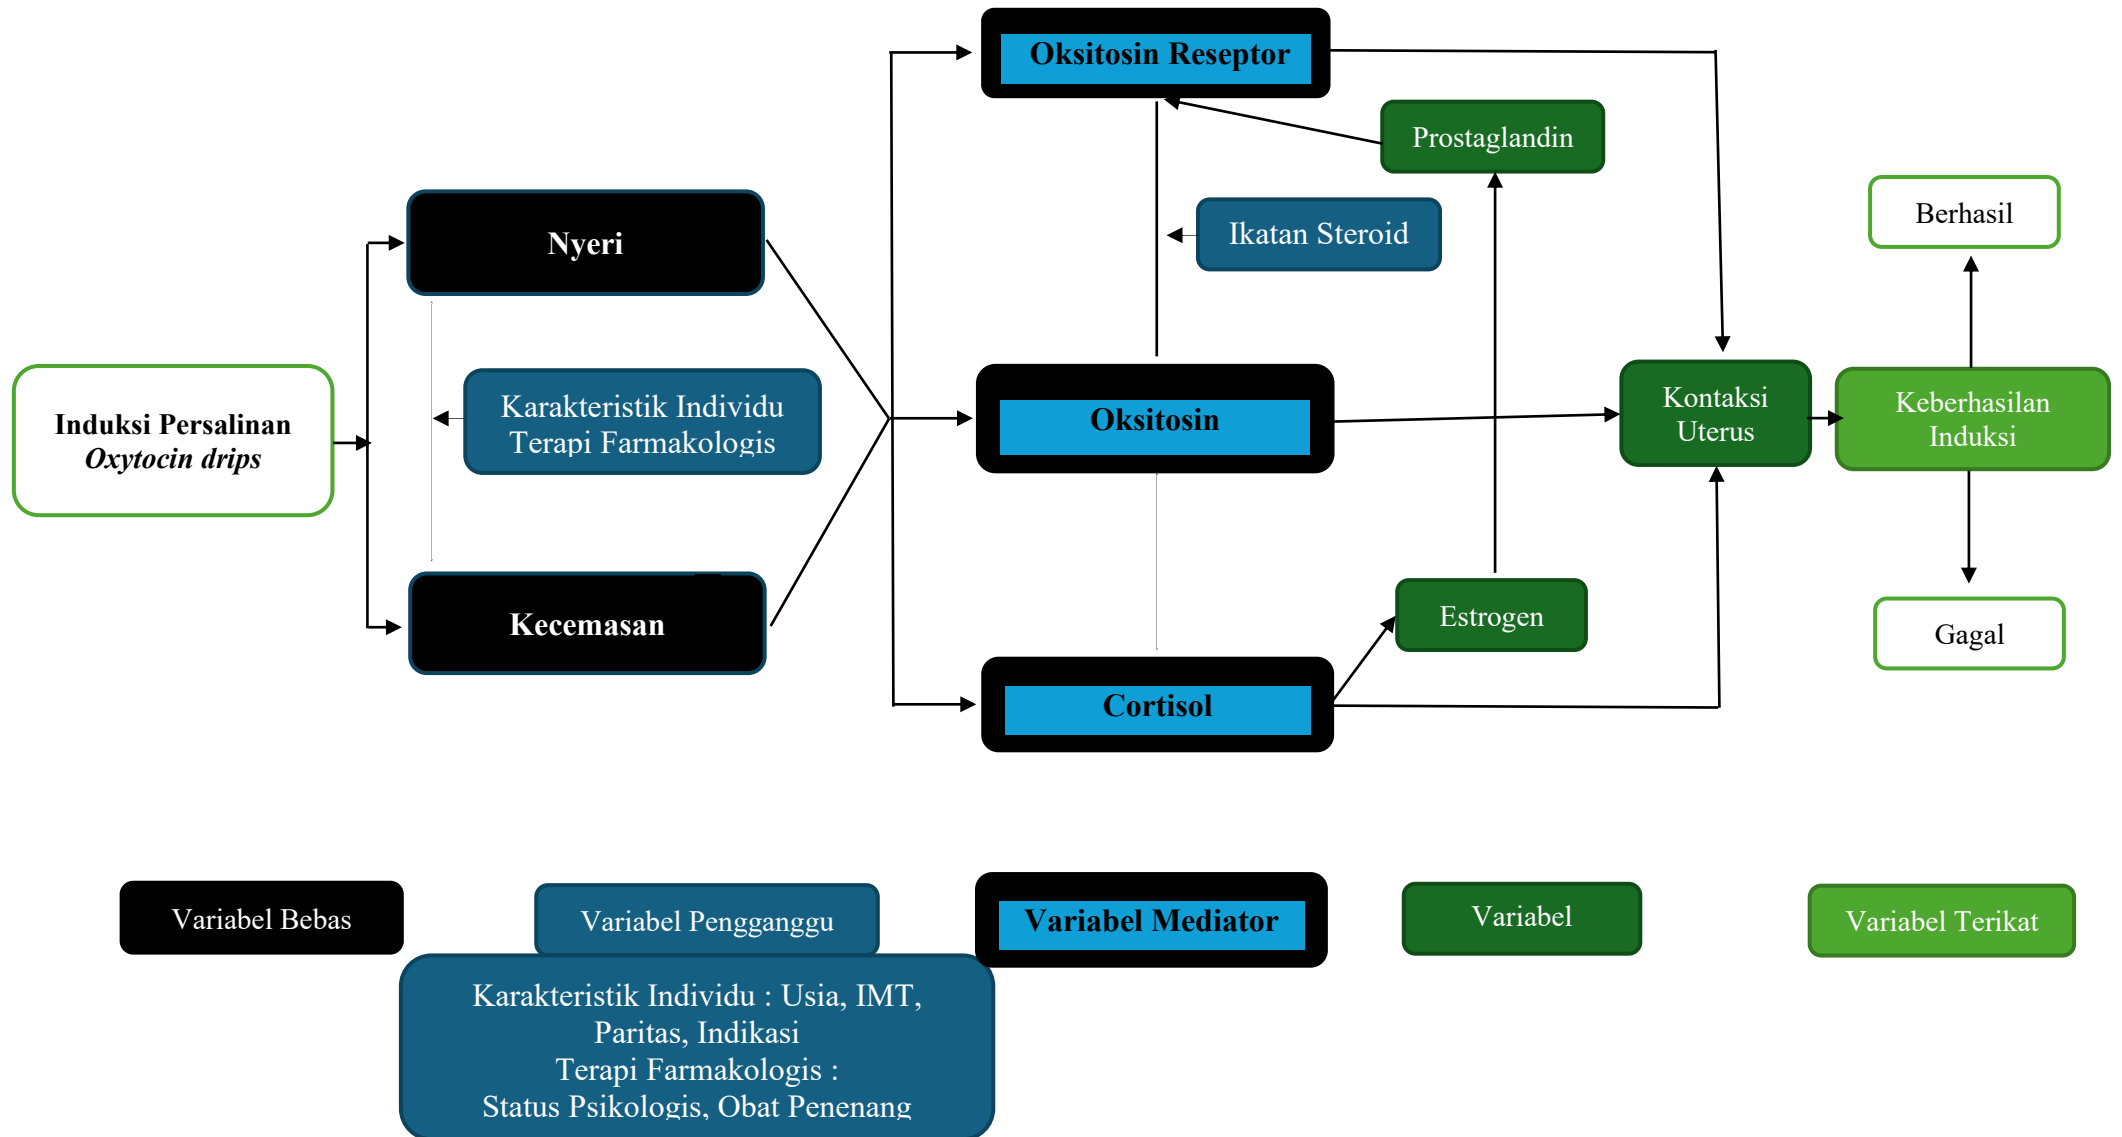 Oksitosin Reseptor
Prostaglandin
Nyeri
Ikatan Steroid
Berhasil
Induksi Persalinan
Oxytocin drips
Karakteristik Individu
Terapi Farmakologis
Oksitosin
Kontaksi
Uterus
Keberhasilan
Induksi
Kecemasan
Estrogen
Gagal
Cortisol
Variabel Bebas
Variabel Pengganggu
Variabel Mediator
Variabel
Variabel Terikat
Karakteristik Individu : Usia, IMT,
Paritas, Indikasi
Terapi Farmakologis :
Status Psikologis, Obat Penenang